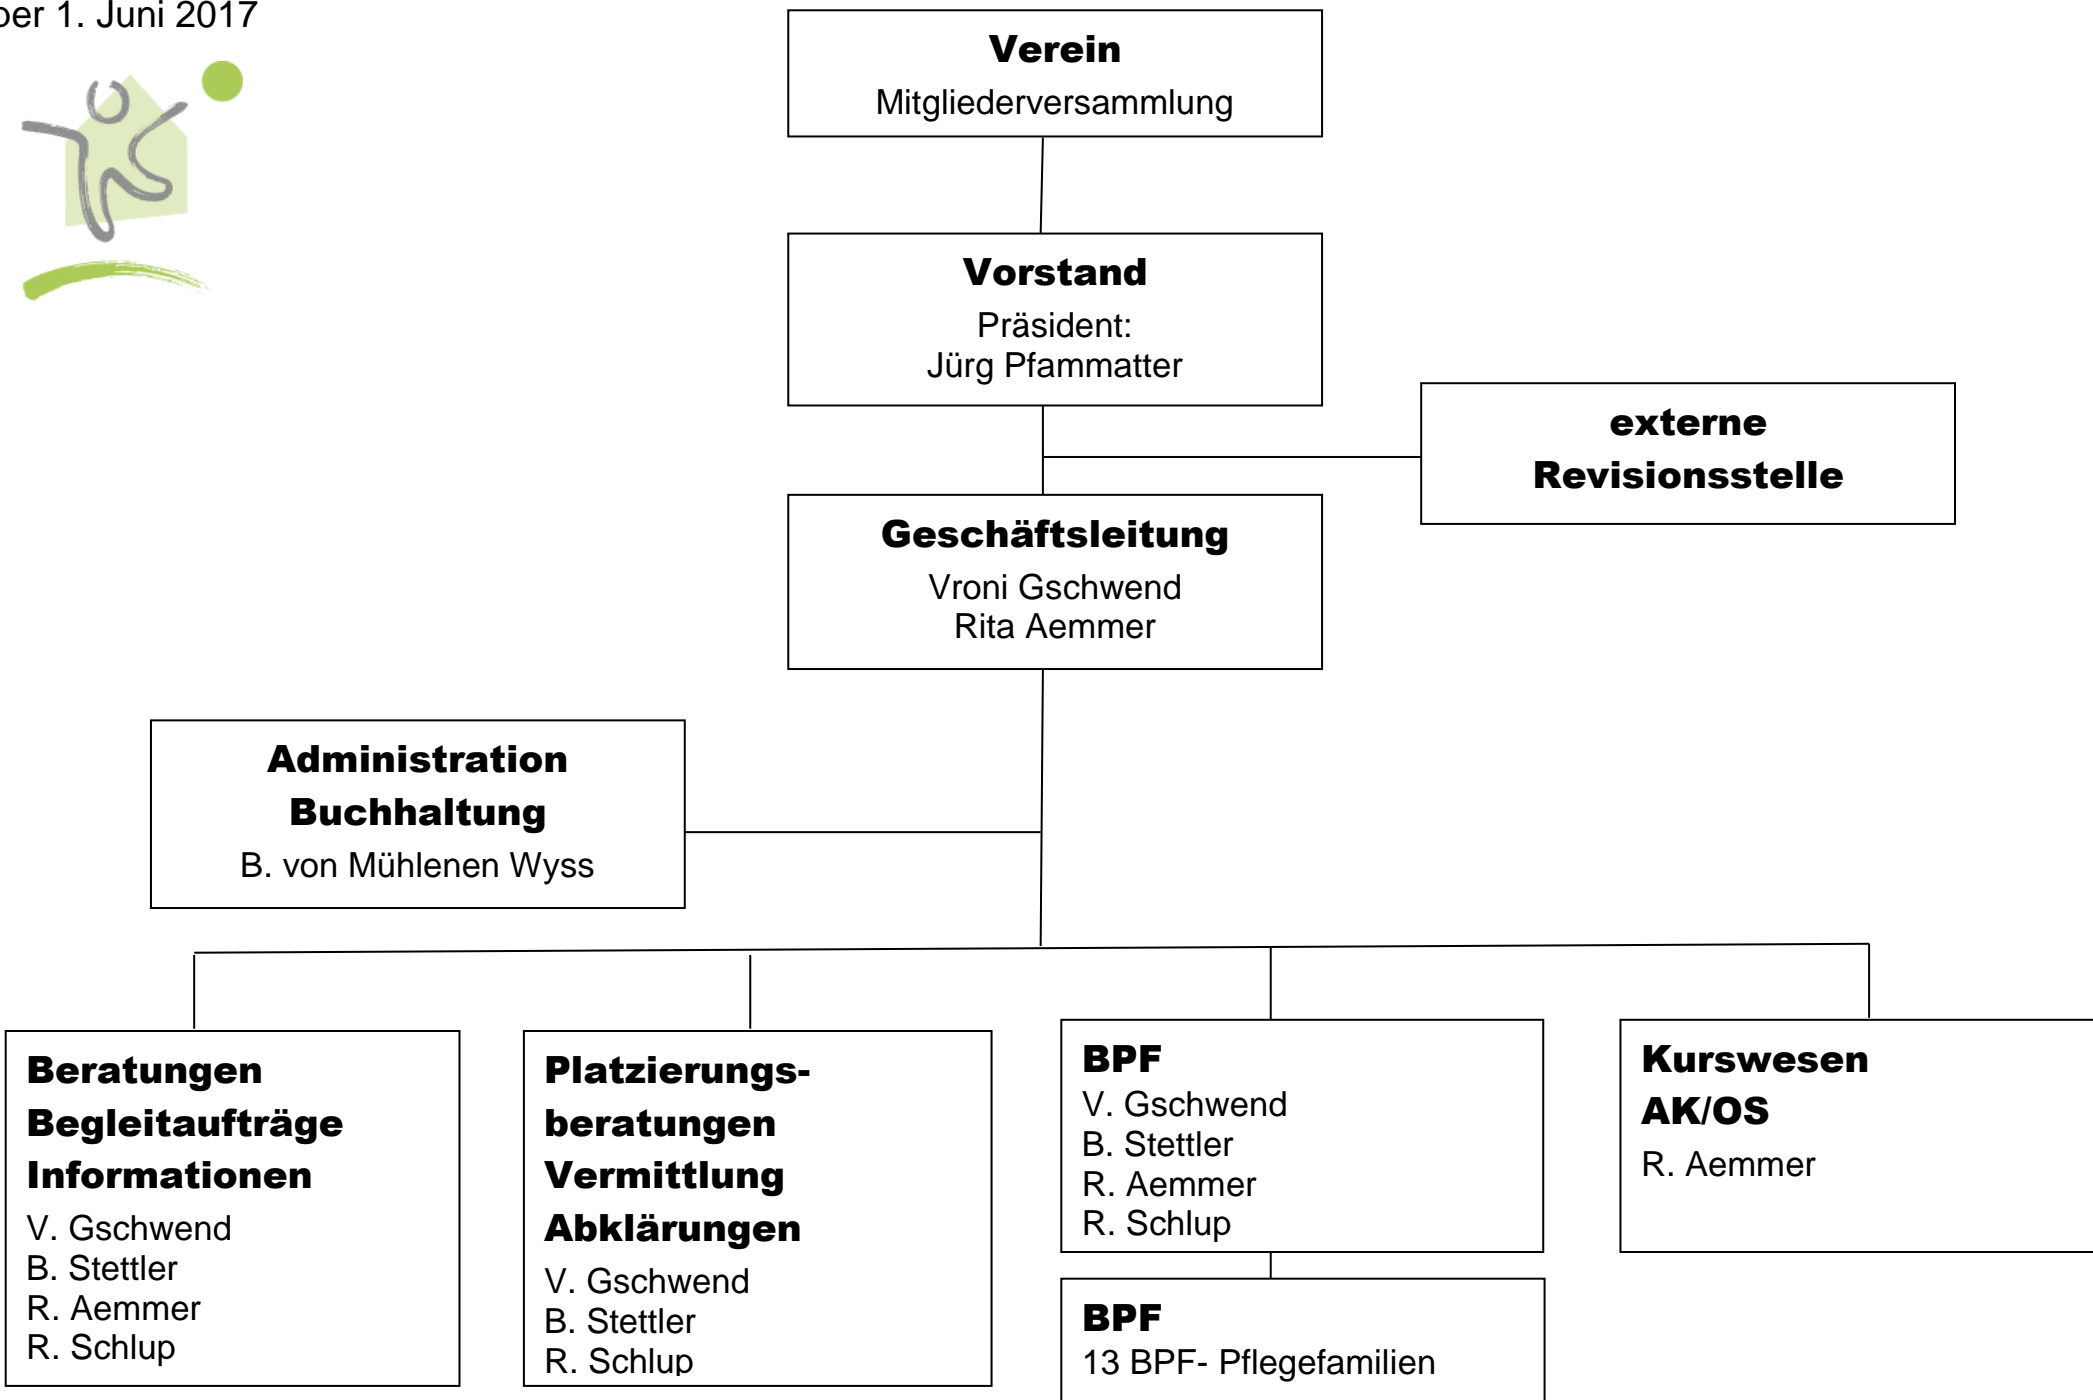 1. Juni 2017
Verein
Mitgliederversammlung
Vorstand
Präsident:
Jürg Pfammatter
externe
Revisionsstelle
Geschäftsleitung
Vroni Gschwend
Rita Aemmer
Administration
Buchhaltung
B. von Mühlenen Wyss
Beratungen
Begleitaufträge
Informationen
V. Gschwend
B. Stettler
R. Aemmer
R. Schlup
Platzierungs-
beratungen
Vermittlung
Abklärungen
V. Gschwend
B. Stettler
R. Schlup
BPF
V. Gschwend
B. Stettler
R. Aemmer
R. Schlup
BPF
13 BPF- Pflegefamilien
Kurswesen
AK/OS
R. Aemmer